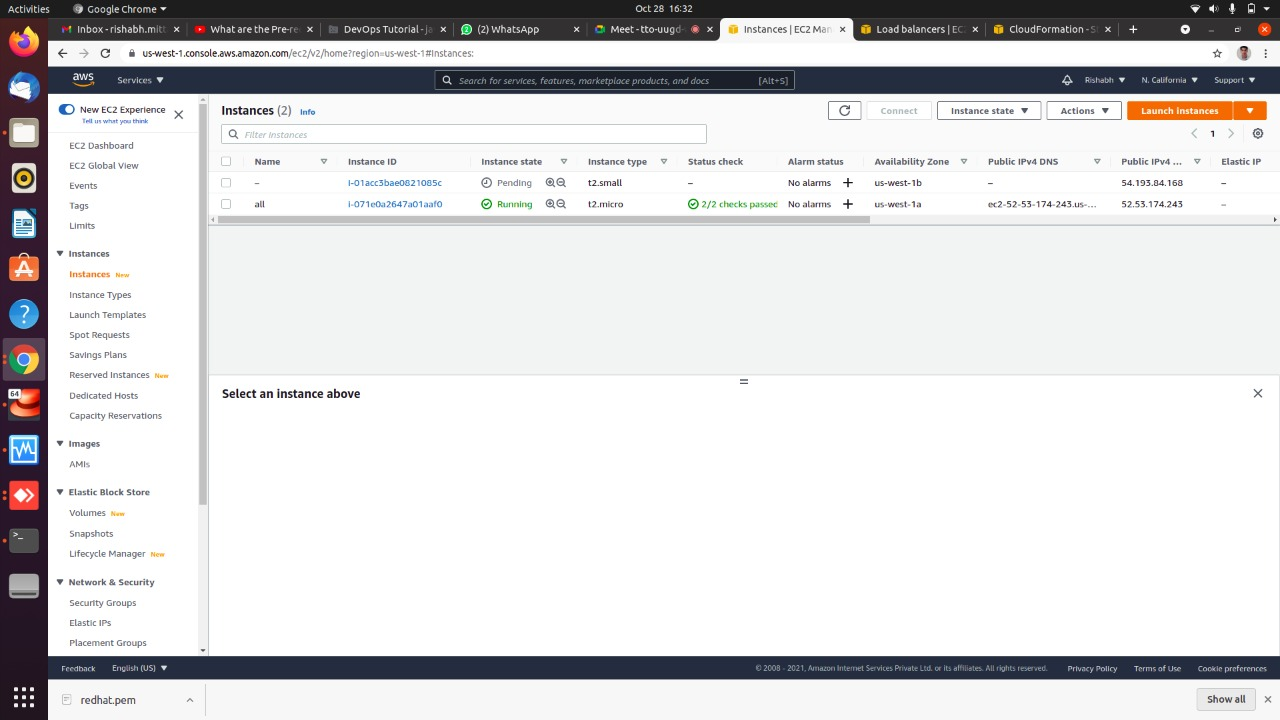 Activities
Google Chrome
Oct 28 16:32
Inbox - rishabh.mitt
What are the Pre-re
DevOps Tutorial - ja
(2) WhatsApp
Meet - tto-uugd-
Instances | EC2 Man
Load balancers | EC
CloudFormation - S
us-west-1.console.aws.amazon.com/ec2/v2/home?region=us-west-1#Instances:
aws
Services
Search for services, features, marketplace products, and docs [Alt+S]
Rishabh
N. California
Support
New EC2 Experience
Tell us what you think
EC2 Dashboard
EC2 Global View
Events
Tags
Limits
Instances
Instances New
Instance Types
Launch Templates
Spot Requests
Savings Plans
Reserved Instances New
Dedicated Hosts
Capacity Reservations
Images
AMIs
Elastic Block Store
Volumes New
Snapshots
Lifecycle Manager New
Network & Security
Security Groups
Elastic IPs
Placement Groups
Instances (2) Info
Connect
Instance state
Actions
Launch instances
Filter instances
1
Name Instance ID Instance state Instance type Status check Alarm status Availability Zone Public IPv4 DNS Public IPv4 ... Elastic IP
– i-01acc3bae0821085c Pending t2.small – No alarms us-west-1b – 54.193.84.168 –
all i-071e0a2647a01aaf0 Running t2.micro 2/2 checks passed No alarms us-west-1a ec2-52-53-174-243.us-... 52.53.174.243 –
Select an instance above
64
Feedback
English (US)
© 2008 - 2021, Amazon Internet Services Private Ltd. or its affiliates. All rights reserved.
Privacy Policy
Terms of Use
Cookie preferences
redhat.pem
Show all